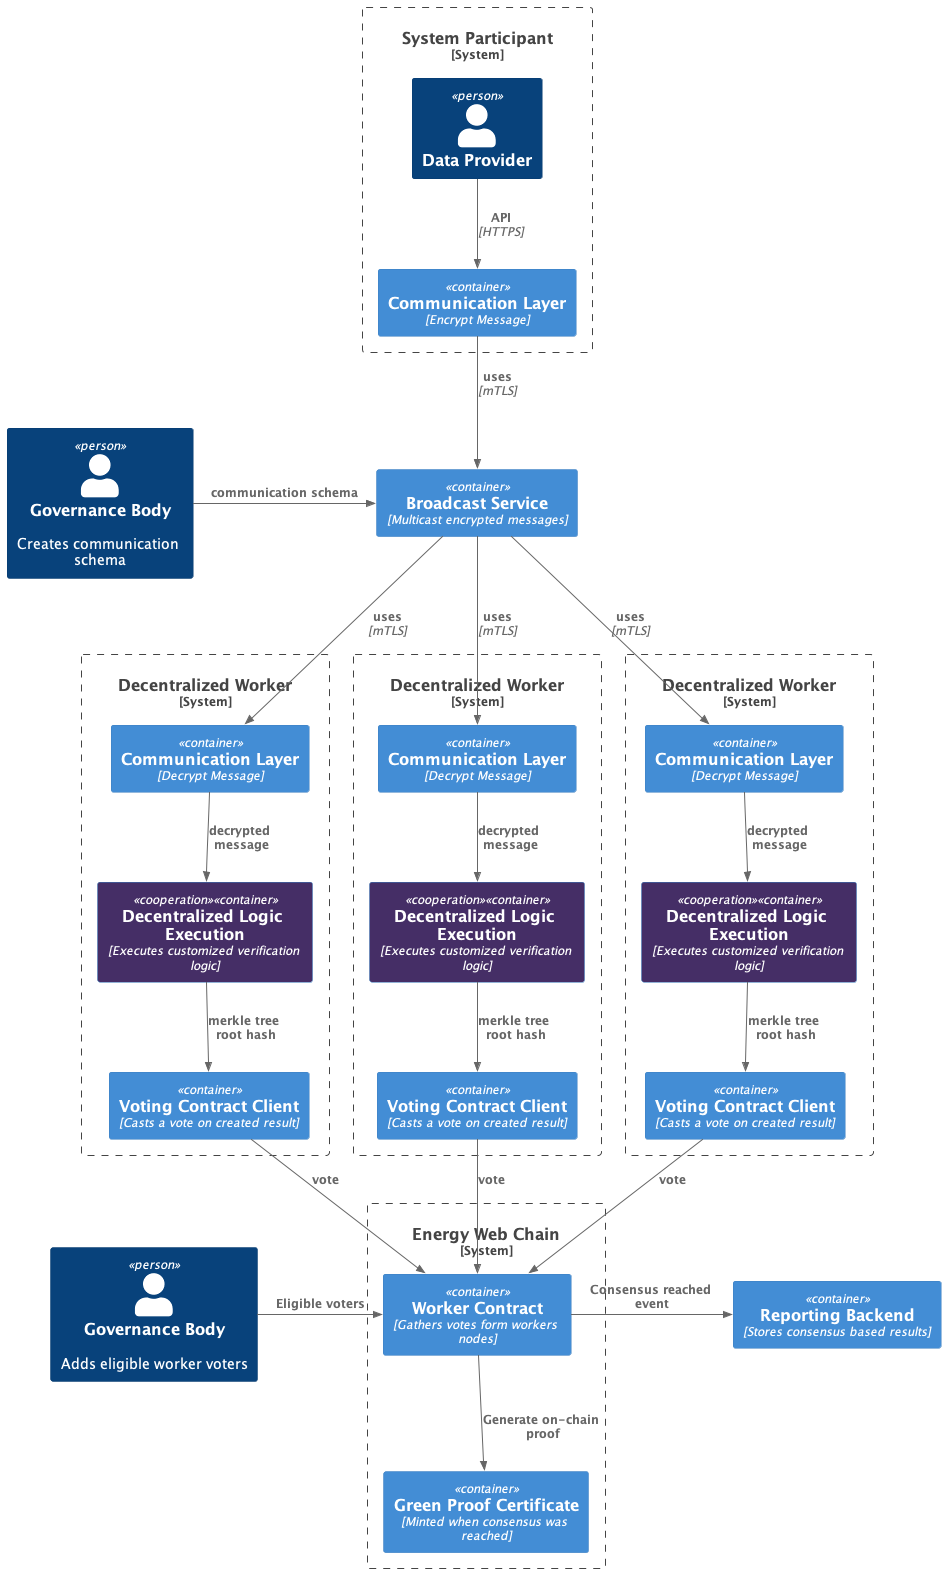 System Participant
[System]
«person»
Data Provider
API
[HTTPS]
«container»
Communication Layer
[Encrypt Message]
uses
[mTLS]
«person»
Governance Body
Creates communication
schema
communication schema
«container»
Broadcast Service
[Multicast encrypted messages]
uses
[mTLS]
uses
[mTLS]
uses
[mTLS]
Decentralized Worker
[System]
«container»
Communication Layer
[Decrypt Message]
decrypted
message
«cooperation»«container»
Decentralized Logic
Execution
[Executes customized verification
logic]
merkle tree
root hash
«container»
Voting Contract Client
[Casts a vote on created result]
Decentralized Worker
[System]
«container»
Communication Layer
[Decrypt Message]
decrypted
message
«cooperation»«container»
Decentralized Logic
Execution
[Executes customized verification
logic]
merkle tree
root hash
«container»
Voting Contract Client
[Casts a vote on created result]
Decentralized Worker
[System]
«container»
Communication Layer
[Decrypt Message]
decrypted
message
«cooperation»«container»
Decentralized Logic
Execution
[Executes customized verification
logic]
merkle tree
root hash
«container»
Voting Contract Client
[Casts a vote on created result]
vote
vote
vote
Energy Web Chain
[System]
«person»
Governance Body
Adds eligible worker voters
Eligible voters
«container»
Worker Contract
[Gathers votes form workers
nodes]
Consensus reached
event
«container»
Reporting Backend
[Stores consensus based results]
Generate on-chain
proof
«container»
Green Proof Certificate
[Minted when consensus was
reached]